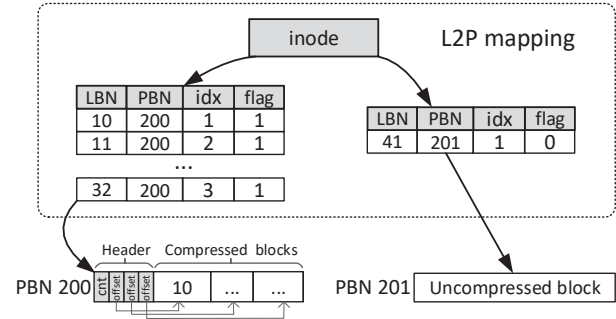 inode
L2P mapping
LBN PBN idx flag
10 200 1 1
11 200 2 1
...
32 200 3 1
LBN PBN idx flag
41 201 1 0
Header Compressed blocks
PBN 200 cnt offset offset offset 10 ... ...
PBN 201 Uncompressed block